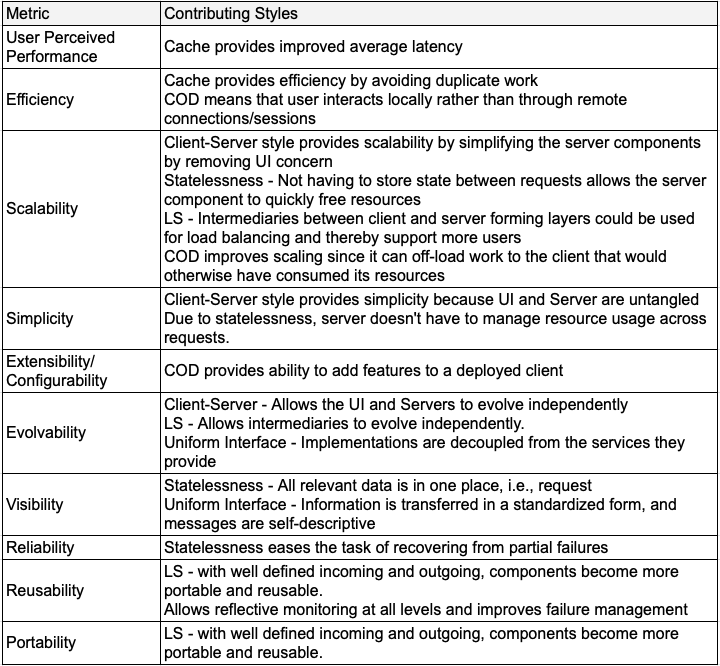 Metric
Contributing Styles
User Perceived
Performance
Cache provides improved average latency
Efficiency
Cache provides efficiency by avoiding duplicate work
COD means that user interacts locally rather than through remote
connections/sessions
Scalability
Client-Server style provides scalability by simplifying the server components
by removing UI concern
Statelessness - Not having to store state between requests allows the server
component to quickly free resources
LS - Intermediaries between client and server forming layers could be used
for load balancing and thereby support more users
COD improves scaling since it can off-load work to the client that would
otherwise have consumed its resources
Simplicity
Client-Server style provides simplicity because UI and Server are untangled
Due to statelessness, server doesn't have to manage resource usage across
requests.
Extensibility/
Configurability
COD provides ability to add features to a deployed client
Evolvability
Client-Server - Allows the UI and Servers to evolve independently
LS - Allows intermediaries to evolve independently.
Uniform Interface - Implementations are decoupled from the services they
provide
Visibility
Statelessness - All relevant data is in one place, i.e., request
Uniform Interface - Information is transferred in a standardized form, and
messages are self-descriptive
Reliability
Statelessness eases the task of recovering from partial failures
Reusability
LS - with well defined incoming and outgoing, components become more
portable and reusable.
Allows reflective monitoring at all levels and improves failure management
Portability
LS - with well defined incoming and outgoing, components become more
portable and reusable.